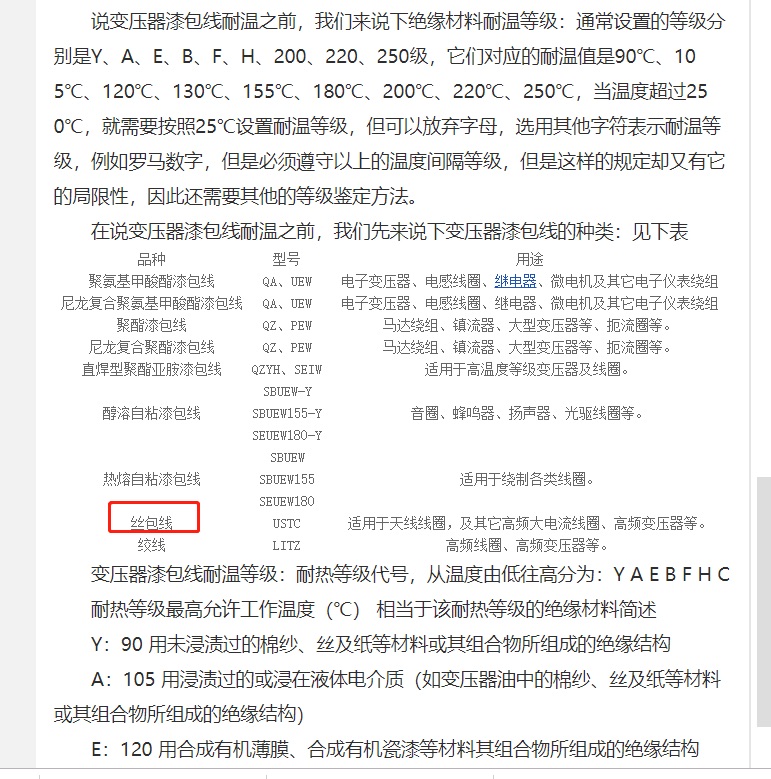 说变压器漆包线耐温之前，我们来说下绝缘材料耐温等级：通常设置的等级分
别是Y、A、E、B、F、H、200、220、250级，它们对应的耐温值是90℃、10
5℃、120℃、130℃、155℃、180℃、200℃、220℃、250℃，当温度超过25
0℃，就需要按照25℃设置耐温等级，但可以放弃字母，选用其他字符表示耐温等
级，例如罗马数字，但是必须遵守以上的温度间隔等级，但是这样的规定却又有它
的局限性，因此还需要其他的等级鉴定方法。
在说变压器漆包线耐温之前，我们先来说下变压器漆包线的种类：见下表
品种 型号 用途
聚氨基甲酸酯漆包线 QA、UEW 电子变压器、电感线圈、继电器、微电机及其它电子仪表绕组
尼龙复合聚氨基甲酸酯漆包线 QA、UEW 电子变压器、电感线圈、继电器、微电机及其它电子仪表绕组
聚酯漆包线 QZ、PEW 马达绕组、镇流器、大型变压器等、扼流圈等。
尼龙复合聚酯漆包线 QZ、PEW 马达绕组、镇流器、大型变压器等、扼流圈等。
直焊型聚酯亚胺漆包线 QZYH、SEIW 适用于高温度等级变压器及线圈。
SBUEW-Y
醇溶自粘漆包线 SBUEW155-Y 音圈、蜂鸣器、扬声器、光驱线圈等。
SEUEW180-Y
SBUEW
热熔自粘漆包线 SBUEW155 适用于绕制各类线圈。
SEUEW180
丝包线 USTC 适用于天线线圈，及其它高频大电流线圈、高频变压器等。
绞线 LITZ 高频线圈、高频变压器等。
变压器漆包线耐温等级：耐热等级代号，从温度由低往高分为：Y A E B F H C
耐热等级最高允许工作温度（℃） 相当于该耐热等级的绝缘材料简述
Y：90 用未浸渍过的棉纱、丝及纸等材料或其组合物所组成的绝缘结构
A：105 用浸渍过的或浸在液体电介质（如变压器油中的棉纱、丝及纸等材料
或其组合物所组成的绝缘结构）
E：120 用合成有机薄膜、合成有机瓷漆等材料其组合物所组成的绝缘结构